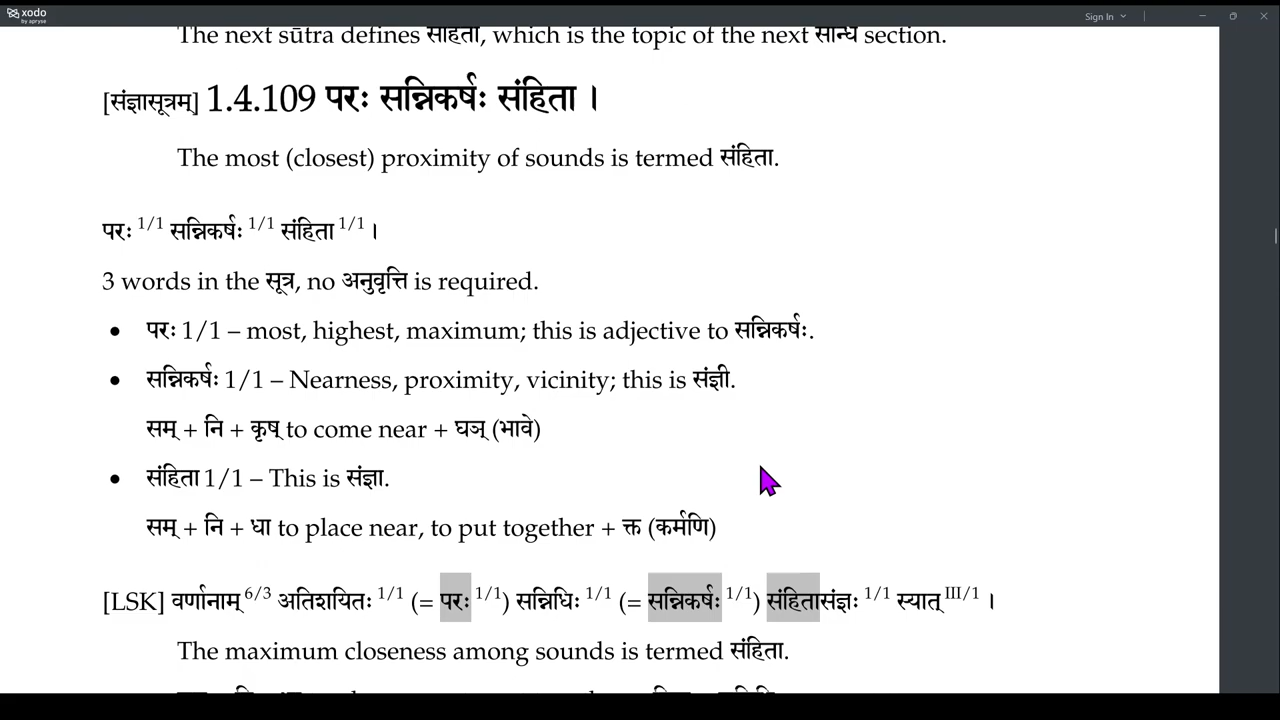 xodo
by apryse
Sign In
The next sūtra defines संहिता, which is the topic of the next सन्धि section.
[संज्ञासूत्रम्] 1.4.109 परः सन्निकर्षः संहिता ।
The most (closest) proximity of sounds is termed संहिता.
परः 1/1 सन्निकर्षः 1/1 संहिता 1/1 ।
3 words in the सूत्र, no अनुवृत्ति is required.
• परः 1/1 – most, highest, maximum; this is adjective to सन्निकर्षः.
• सन्निकर्षः 1/1 – Nearness, proximity, vicinity; this is संज्ञी.
सम् + नि + कृष् to come near + घञ् (भावे)
• संहिता 1/1 – This is संज्ञा.
सम् + नि + धा to place near, to put together + क्त (कर्मणि)
[LSK] वर्णानाम् 6/3 अतिशयितः 1/1 (= परः 1/1) सन्निधिः 1/1 (= सन्निकर्षः 1/1) संहितासंज्ञः 1/1 स्यात् III/1 ।
The maximum closeness among sounds is termed संहिता.